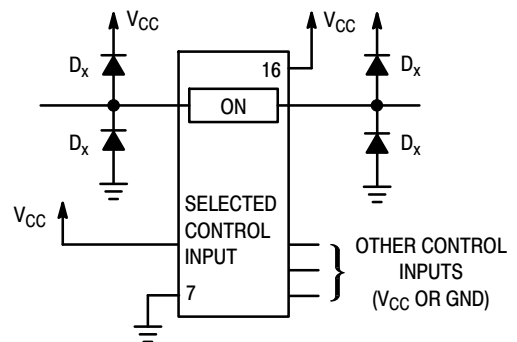 VCC
VCC
Dx
16
Dx
ON
Dx
Dx
VCC
SELECTED
CONTROL
INPUT
OTHER CONTROL
INPUTS
(VCC OR GND)
7